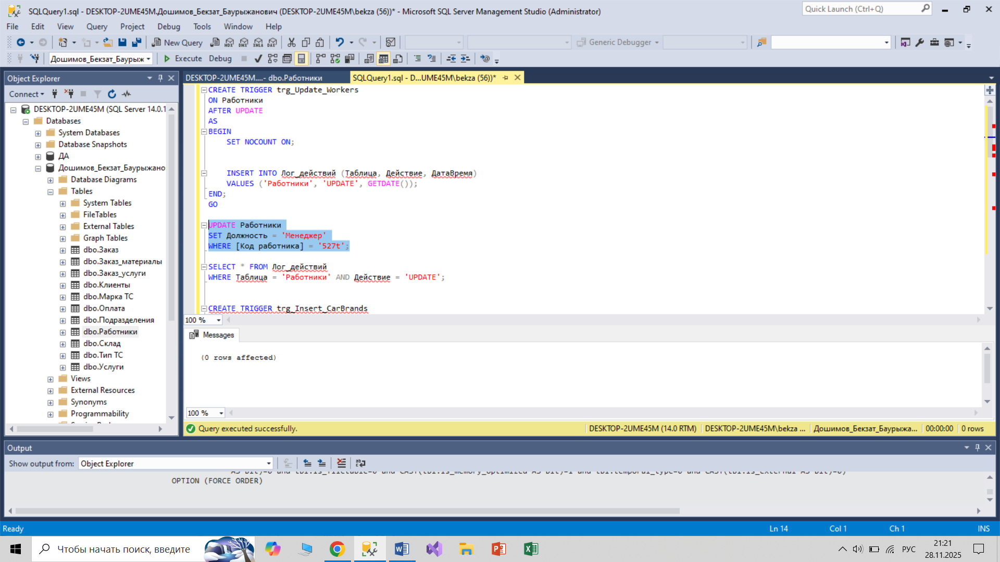 SQLQuery1.sql - DESKTOP-2UME45M.Дошимов_Бекзат_Баурыжанович (DESKTOP-2UME45M\bekza (56))* - Microsoft SQL Server Management Studio (Administrator)
Quick Launch (Ctrl+Q)
File Edit View Query Project Debug Tools Window Help
New Query
MDX DMX XMLA DAX
Generic Debugger
Дошимов_Бекзат_Баурыж
Execute Debug
Object Explorer
DESKTOP-2UME45M....- dbo.Работники
SQLQuery1.sql - D...UME45M\bekza (56))*
Connect
DESKTOP-2UME45M (SQL Server 14.0.1
Databases
System Databases
Database Snapshots
ДА
Дошимов_Бекзат_Баурыжано
Database Diagrams
Tables
System Tables
FileTables
External Tables
Graph Tables
dbo.Заказ
dbo.Заказ_материалы
dbo.Заказ_услуги
dbo.Клиенты
dbo.Марка ТС
dbo.Оплата
dbo.Подразделения
dbo.Работники
dbo.Склад
dbo.Тип ТС
dbo.Услуги
Views
External Resources
Synonyms
Programmability
CREATE TRIGGER trg_Update_Workers
ON Работники
AFTER UPDATE
AS
BEGIN
SET NOCOUNT ON;
INSERT INTO Лог_действий (Таблица, Действие, ДатаВремя)
VALUES ('Работники', 'UPDATE', GETDATE());
END;
GO
UPDATE Работники
SET Должность = 'Менеджер'
WHERE [Код работника] = '527t';
SELECT * FROM Лог_действий
WHERE Таблица = 'Работники' AND Действие = 'UPDATE';
CREATE TRIGGER trg_Insert_CarBrands
100 %
Messages
(0 rows affected)
100 %
Query executed successfully.
DESKTOP-2UME45M (14.0 RTM)
DESKTOP-2UME45M\bekza ...
Дошимов_Бекзат_Баурыжа...
00:00:00
0 rows
Output
Show output from: Object Explorer
OPTION (FORCE ORDER)
Ready
Ln 14
Col 1
Ch 1
INS
Чтобы начать поиск, введите
РУС
21:21
28.11.2025